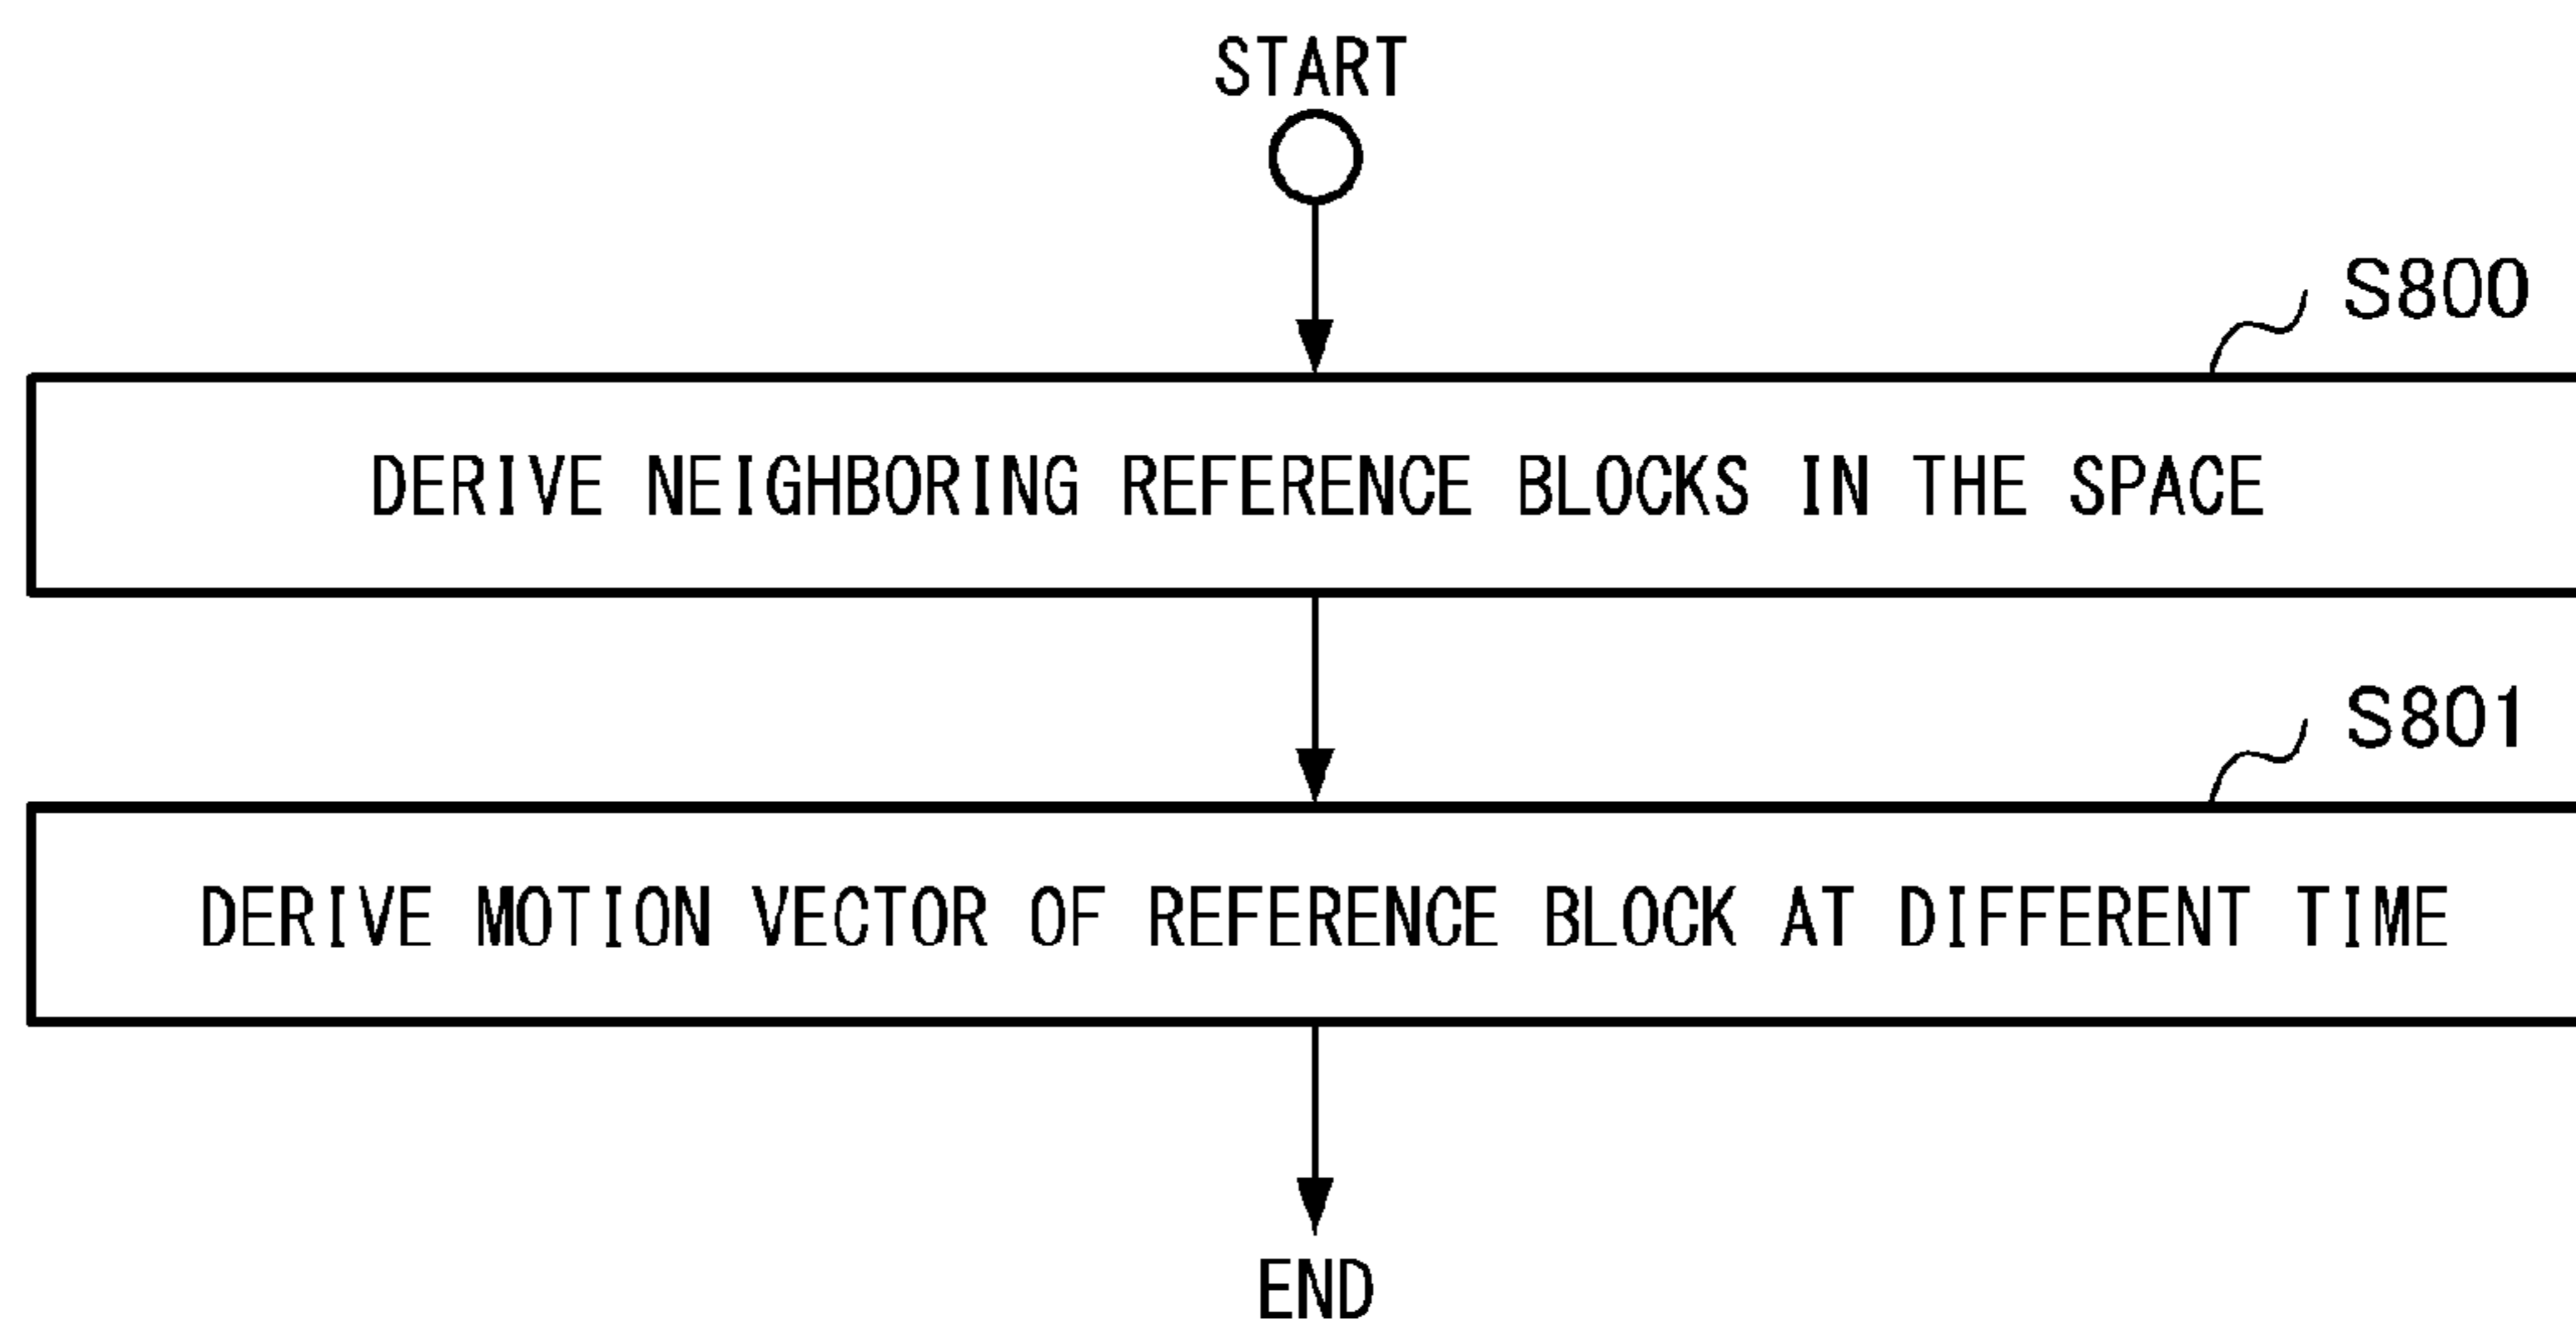 START
S800
DERIVE NEIGHBORING REFERENCE BLOCKS IN THE SPACE
S801
DERIVE MOTION VECTOR OF REFERENCE BLOCK AT DIFFERENT TIME
END